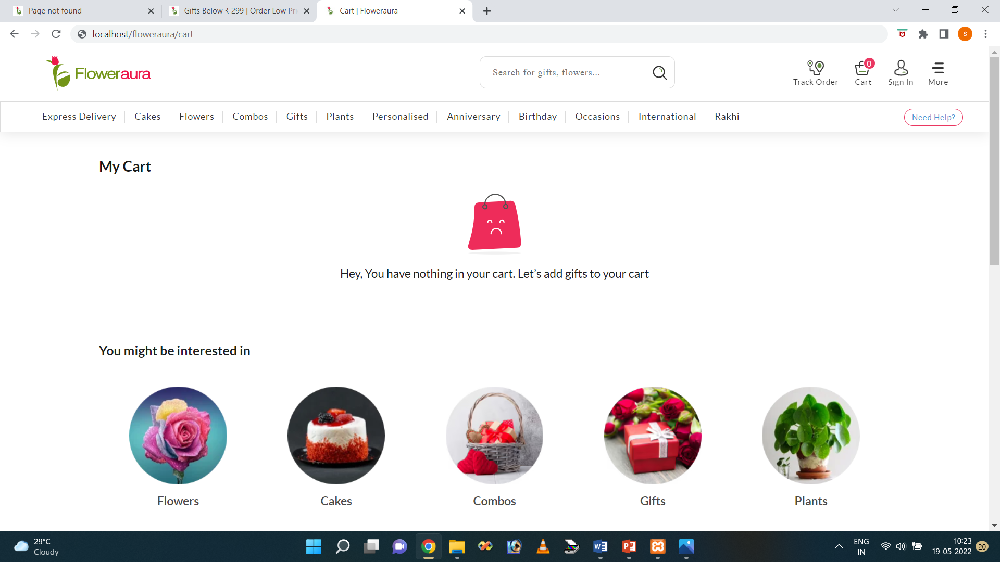 Page not found
Gifts Below ₹ 299 | Order Low Pri
Cart | Floweraura
localhost/floweraura/cart
S
Floweraura
Search for gifts, flowers...
0
Track Order
Cart
Sign In
More
Express Delivery
Cakes
Flowers
Combos
Gifts
Plants
Personalised
Anniversary
Birthday
Occasions
International
Rakhi
Need Help?
My Cart
Hey, You have nothing in your cart. Let’s add gifts to your cart
You might be interested in
Flowers
Cakes
Combos
Gifts
Plants
29°C
Cloudy
ENG
IN
10:23
19-05-2022
20